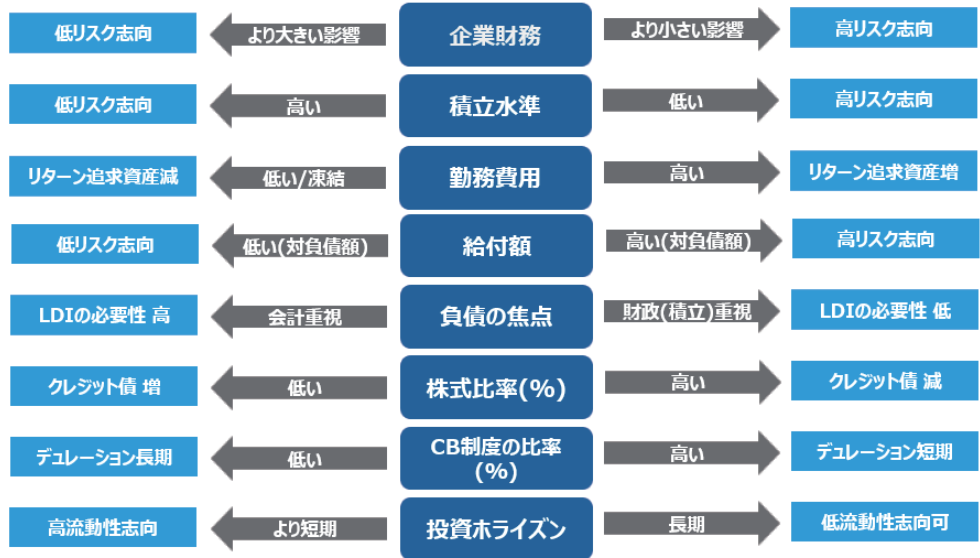 低リスク志向
より大きい影響
企業財務
より小さい影響
高リスク志向
低リスク志向
高い
積立水準
低い
高リスク志向
リターン追求資産減
低い/凍結
勤務費用
高い
リターン追求資産増
低リスク志向
低い(対負債額)
給付額
高い(対負債額)
高リスク志向
LDIの必要性 高
会計重視
負債の焦点
財政(積立)重視
LDIの必要性 低
クレジット債 増
低い
株式比率(%)
高い
クレジット債 減
デュレーション長期
低い
CB制度の比率
(%)
高い
デュレーション短期
高流動性志向
より短期
投資ホライズン
長期
低流動性志向可